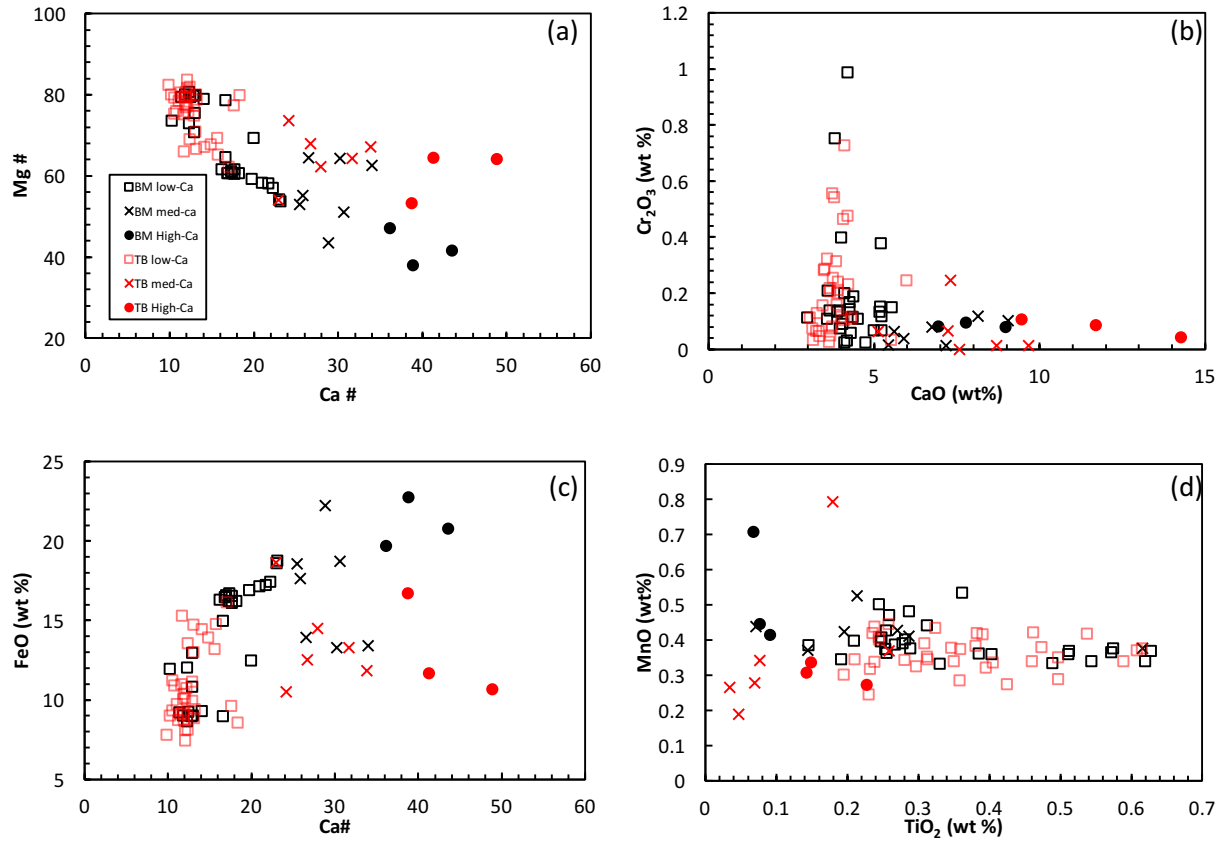 (a)
100
80
60
40
20
Mg #
0 10 20 30 40 50 60
Ca #
BM low-Ca
BM med-ca
BM High-Ca
TB low-Ca
TB med-Ca
TB High-Ca
(b)
1.2
1
0.8
0.6
0.4
0.2
0
Cr2O3 (wt %)
0 5 10 15
CaO (wt%)
(c)
25
20
15
10
5
FeO (wt %)
0 10 20 30 40 50 60
Ca#
(d)
0.9
0.8
0.7
0.6
0.5
0.4
0.3
0.2
0.1
0
MnO (wt%)
0 0.1 0.2 0.3 0.4 0.5 0.6 0.7
TiO2 (wt %)